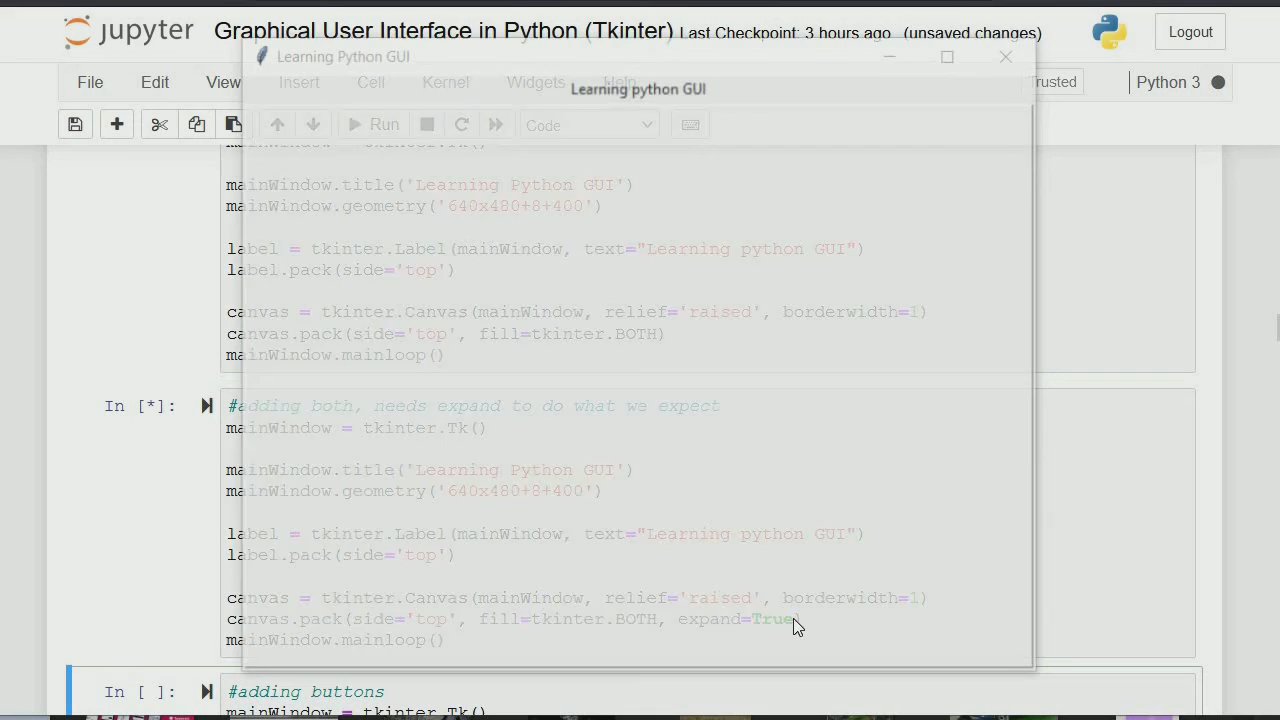 jupyter Graphical User Interface in Python (Tkinter) Last Checkpoint: 3 hours ago (unsaved changes) Logout
Learning Python GUI
File Edit View Insert Cell Kernel Widgets Help Trusted Python 3
Learning python GUI
Run Code
mainWindow = tkinter.Tk()
mainWindow.title('Learning Python GUI')
mainWindow.geometry('640x480+8+400')
label = tkinter.Label(mainWindow, text="Learning python GUI")
label.pack(side='top')
canvas = tkinter.Canvas(mainWindow, relief='raised', borderwidth=1)
canvas.pack(side='top', fill=tkinter.BOTH)
mainWindow.mainloop()
In [*]: #adding both, needs expand to do what we expect
mainWindow = tkinter.Tk()
mainWindow.title('Learning Python GUI')
mainWindow.geometry('640x480+8+400')
label = tkinter.Label(mainWindow, text="Learning python GUI")
label.pack(side='top')
canvas = tkinter.Canvas(mainWindow, relief='raised', borderwidth=1)
canvas.pack(side='top', fill=tkinter.BOTH, expand=True)
mainWindow.mainloop()
In [ ]: #adding buttons
mainWindow = tkinter.Tk()